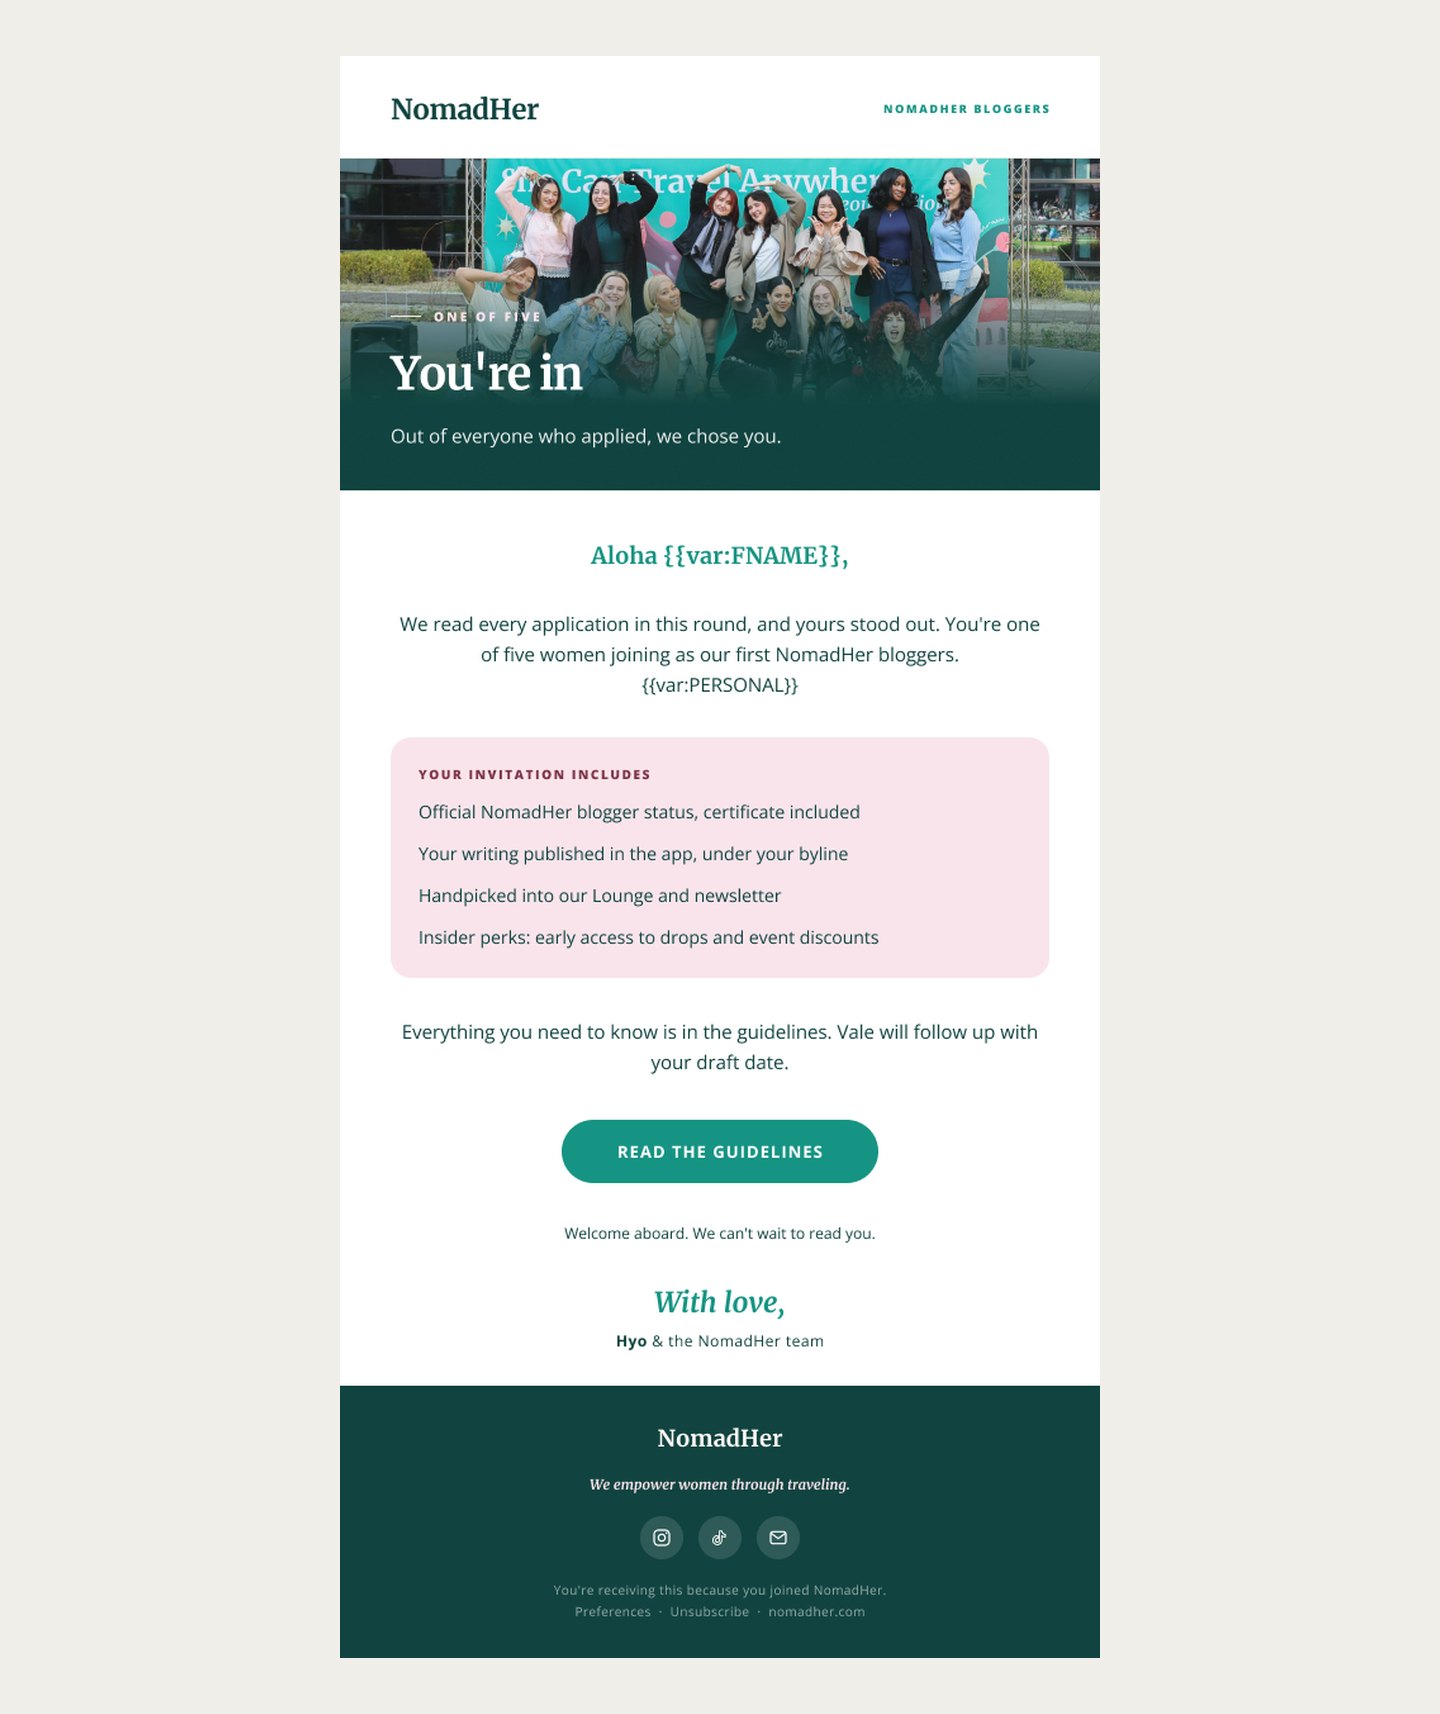 NomadHer
NOMADHER BLOGGERS
She Can Travel Anywhere
ONE OF FIVE
You're in
Out of everyone who applied, we chose you.
Aloha {{var:FNAME}},
We read every application in this round, and yours stood out. You're one
of five women joining as our first NomadHer bloggers.
{{var:PERSONAL}}
YOUR INVITATION INCLUDES
Official NomadHer blogger status, certificate included
Your writing published in the app, under your byline
Handpicked into our Lounge and newsletter
Insider perks: early access to drops and event discounts
Everything you need to know is in the guidelines. Vale will follow up with
your draft date.
READ THE GUIDELINES
Welcome aboard. We can't wait to read you.
With love,
Hyo & the NomadHer team
NomadHer
We empower women through traveling.
You're receiving this because you joined NomadHer.
Preferences · Unsubscribe · nomadher.com